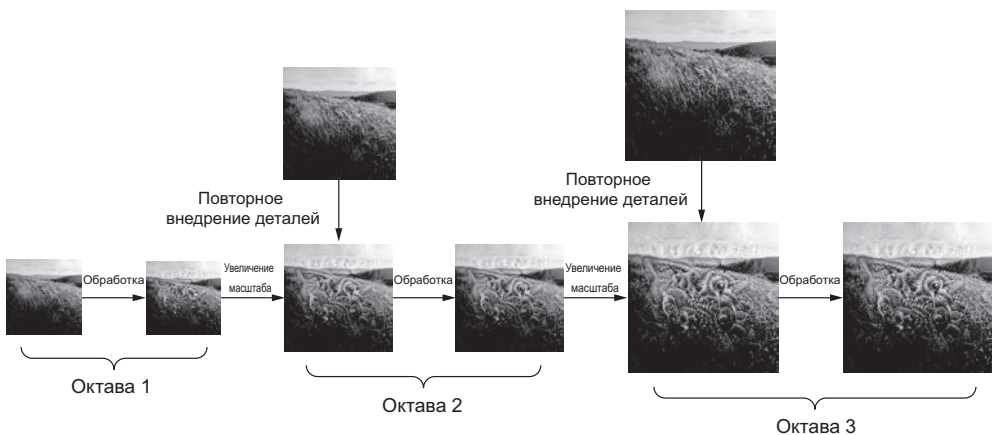 Повторное
внедрение деталей
Повторное
внедрение деталей
Обработка
Увеличение
масштаба
Обработка
Увеличение
масштаба
Обработка
Октава 1
Октава 2
Октава 3